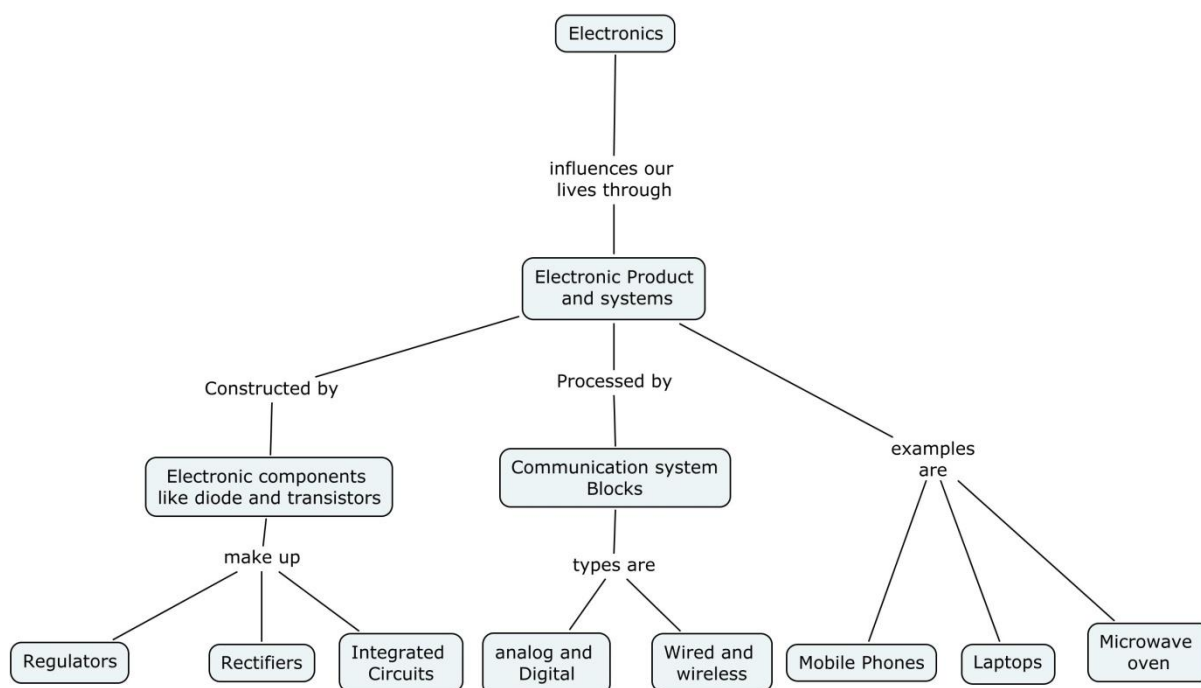 Electronics
influences our
lives through
Electronic Product
and systems
Constructed by
Processed by
examples
are
Electronic components
like diode and transistors
Communication system
Blocks
make up
types are
Regulators
Rectifiers
Integrated
Circuits
analog and
Digital
Wired and
wireless
Mobile Phones
Laptops
Microwave
oven